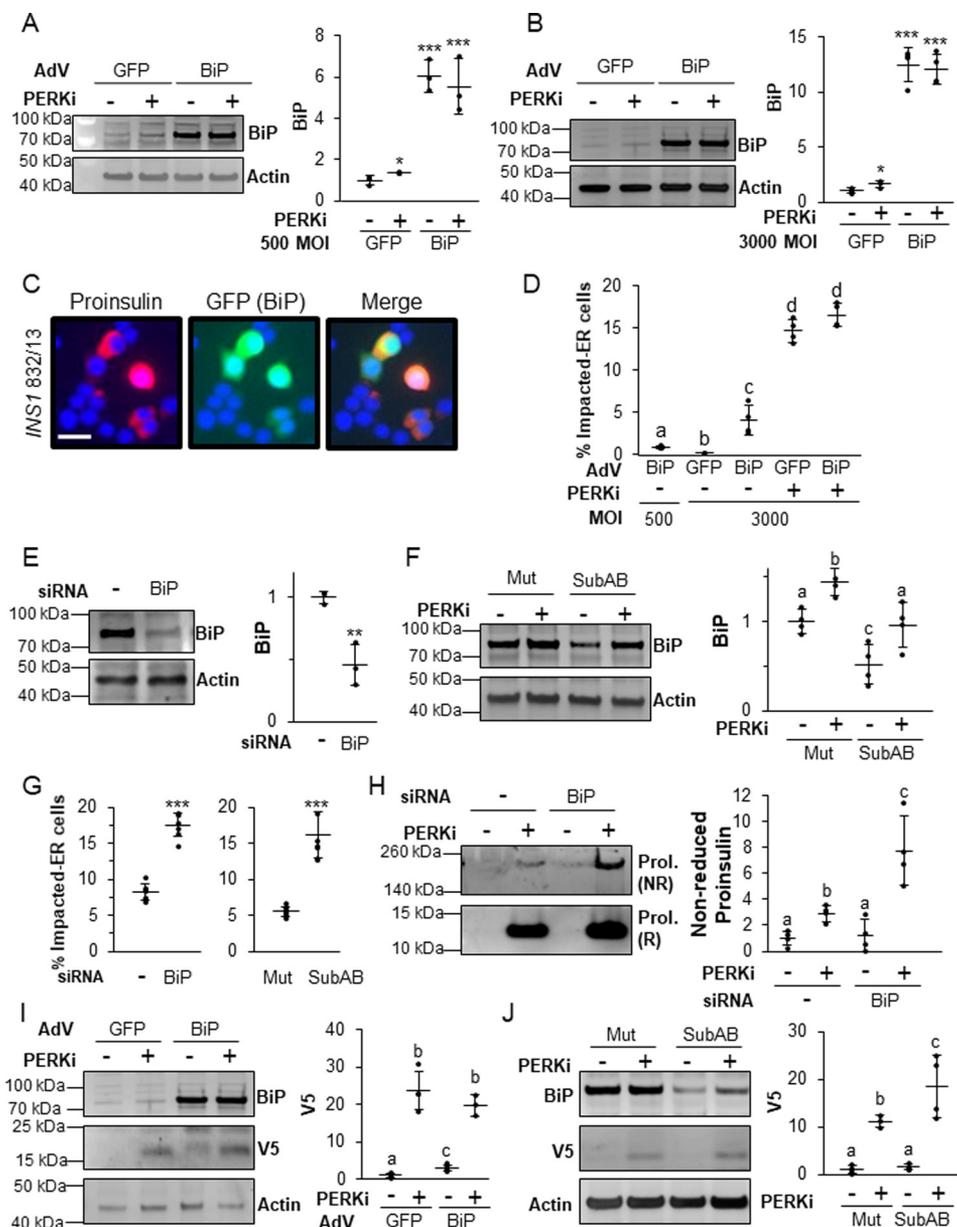 A
AdV GFP BiP
PERKi - + - +
100 kDa
70 kDa BiP
50 kDa
40 kDa Actin
BiP
8
6
4
2
0
* *** ***
PERKi - + - +
500 MOI GFP BiP
B
AdV GFP BiP
PERKi - + - +
100 kDa
70 kDa BiP
50 kDa
40 kDa Actin
BiP
15
10
5
0
* *** ***
PERKi - + - +
3000 MOI GFP BiP
C
Proinsulin GFP (BiP) Merge
INS1 832/13
D
% Impacted-ER cells
20
15
10
5
0
a b c d d
AdV BiP GFP BiP GFP BiP
PERKi - - - + +
MOI 500 3000
E
siRNA - BiP
100 kDa
70 kDa BiP
50 kDa
40 kDa Actin
BiP
1
0
**
siRNA - BiP
F
Mut SubAB
PERKi - + - +
100 kDa
70 kDa BiP
50 kDa
40 kDa Actin
BiP
1
0
a b c a
PERKi - + - +
Mut SubAB
G
% Impacted-ER cells
20
15
10
5
0
***
siRNA - BiP
20
15
10
5
0
***
Mut SubAB
H
siRNA - BiP
PERKi - + - +
260 kDa
140 kDa
ProI. (NR)
15 kDa
10 kDa
ProI. (R)
Non-reduced Proinsulin
12
10
8
6
4
2
0
a b a c
PERKi - + - +
siRNA - BiP
I
AdV GFP BiP
PERKi - + - +
100 kDa
70 kDa BiP
25 kDa
15 kDa V5
50 kDa
40 kDa Actin
V5
40
30
20
10
0
a b c b
PERKi - + - +
AdV GFP BiP
J
Mut SubAB
PERKi - + - +
BiP
V5
Actin
V5
30
20
10
0
a b a c
PERKi - + - +
Mut SubAB